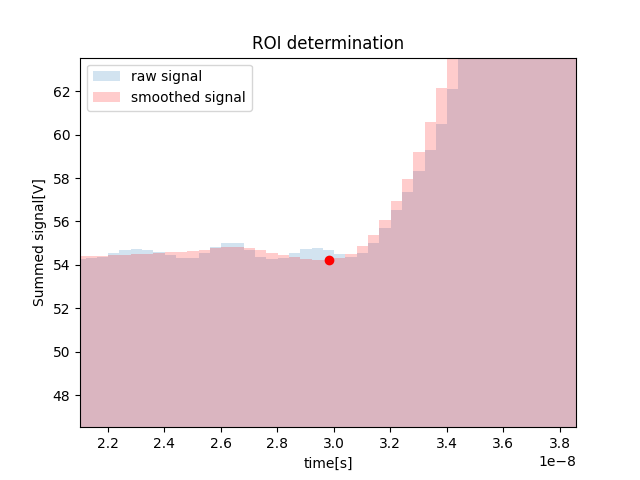 ROI determination
raw signal
smoothed signal
Summed signal[V]
62
60
58
56
54
52
50
48
2.2 2.4 2.6 2.8 3.0 3.2 3.4 3.6 3.8
1e−8
time[s]